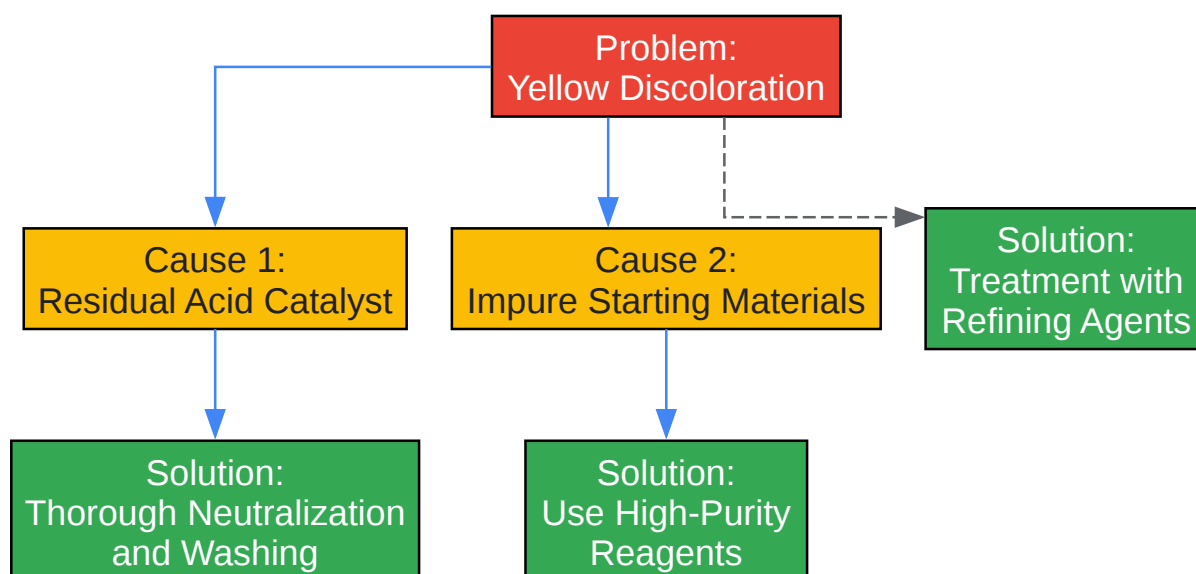 Problem:
Yellow Discoloration
Cause 1:
Residual Acid Catalyst
Cause 2:
Impure Starting Materials
Solution:
Treatment with
Refining Agents
Solution:
Thorough Neutralization
and Washing
Solution:
Use High-Purity
Reagents